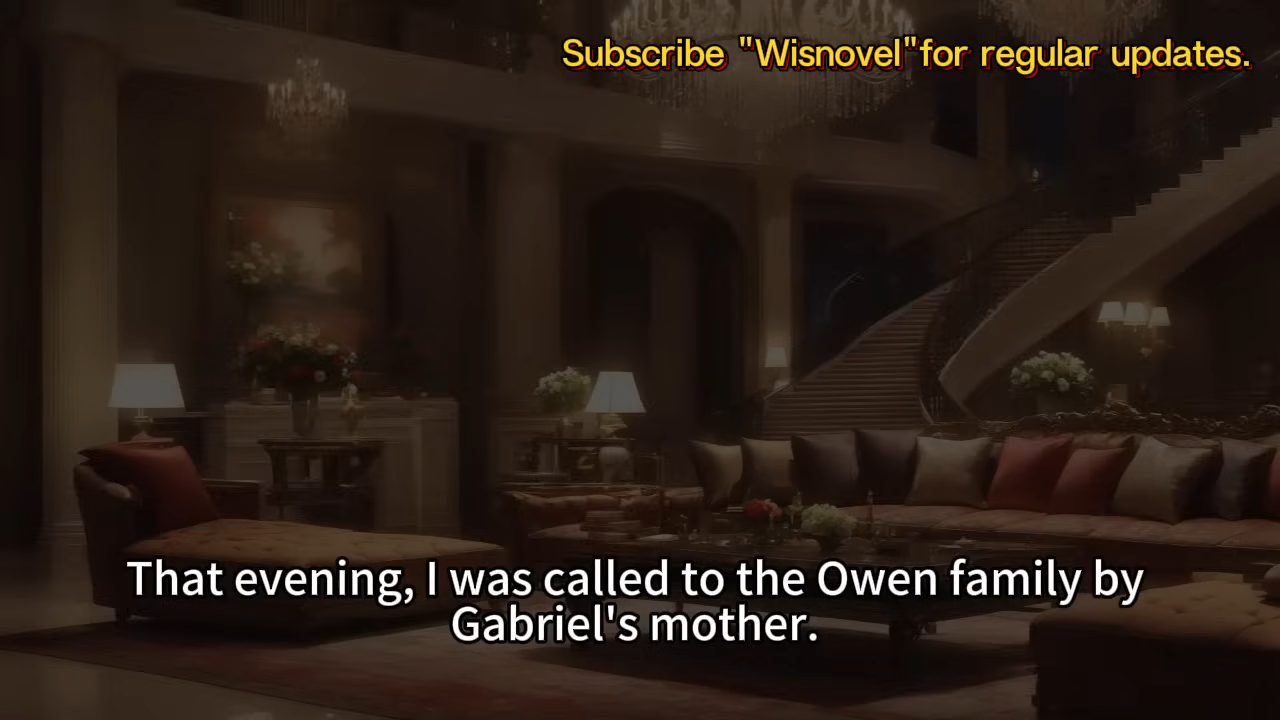 Subscribe "Wisnovel"for regular updates.
That evening, I was called to the Owen family by
Gabriel's mother.